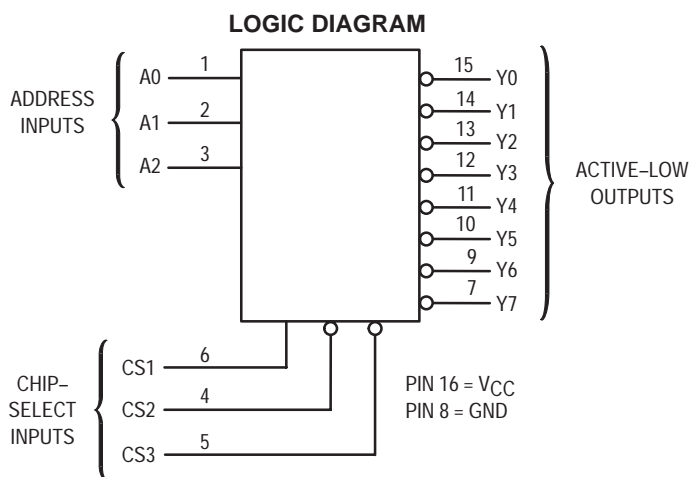 LOGIC DIAGRAM
ADDRESS
INPUTS
A0 1
A1 2
A2 3
15 Y0
14 Y1
13 Y2
12 Y3
11 Y4
10 Y5
9 Y6
7 Y7
ACTIVE–LOW
OUTPUTS
CHIP–
SELECT
INPUTS
CS1 6
CS2 4
CS3 5
PIN 16 = VCC
PIN 8 = GND